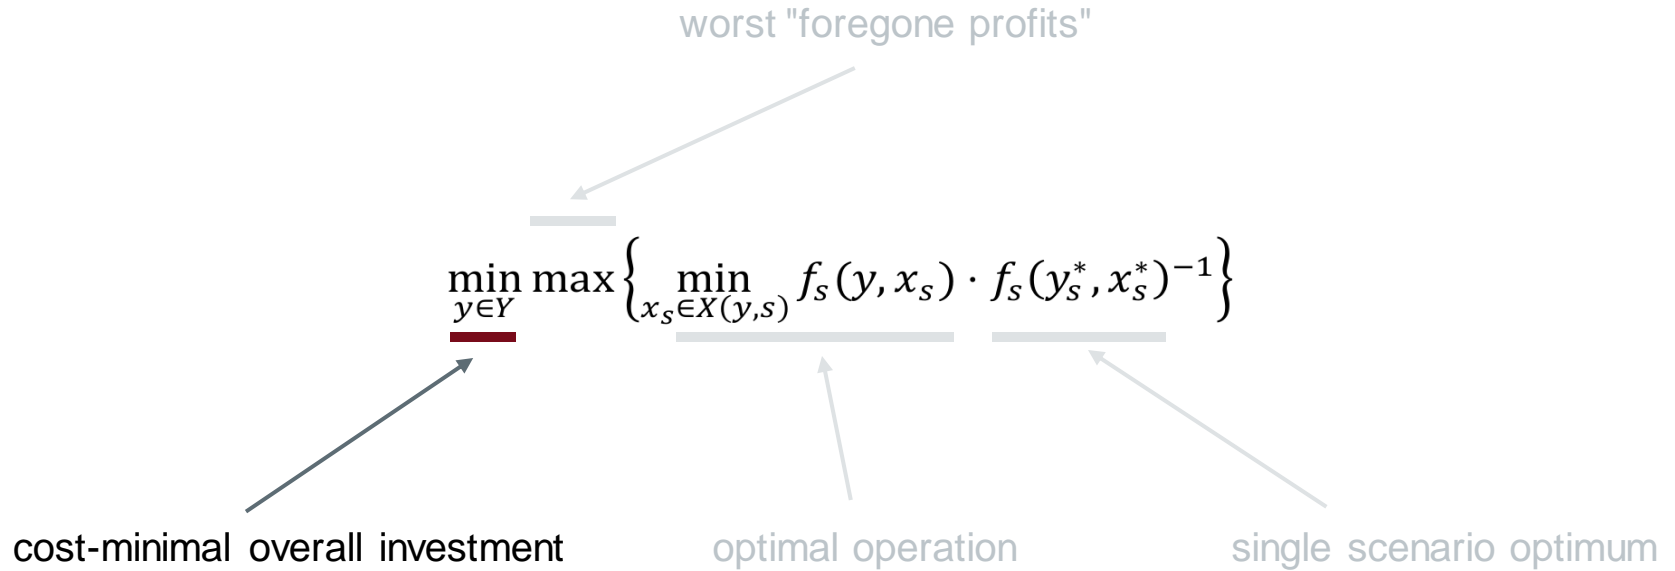 worst "foregone profits"
min max { min f_s(y, x_s) · f_s(y_s^*, x_s^*)^{-1} }
y∈Y x_s∈X(y,s)
cost-minimal overall investment
optimal operation
single scenario optimum